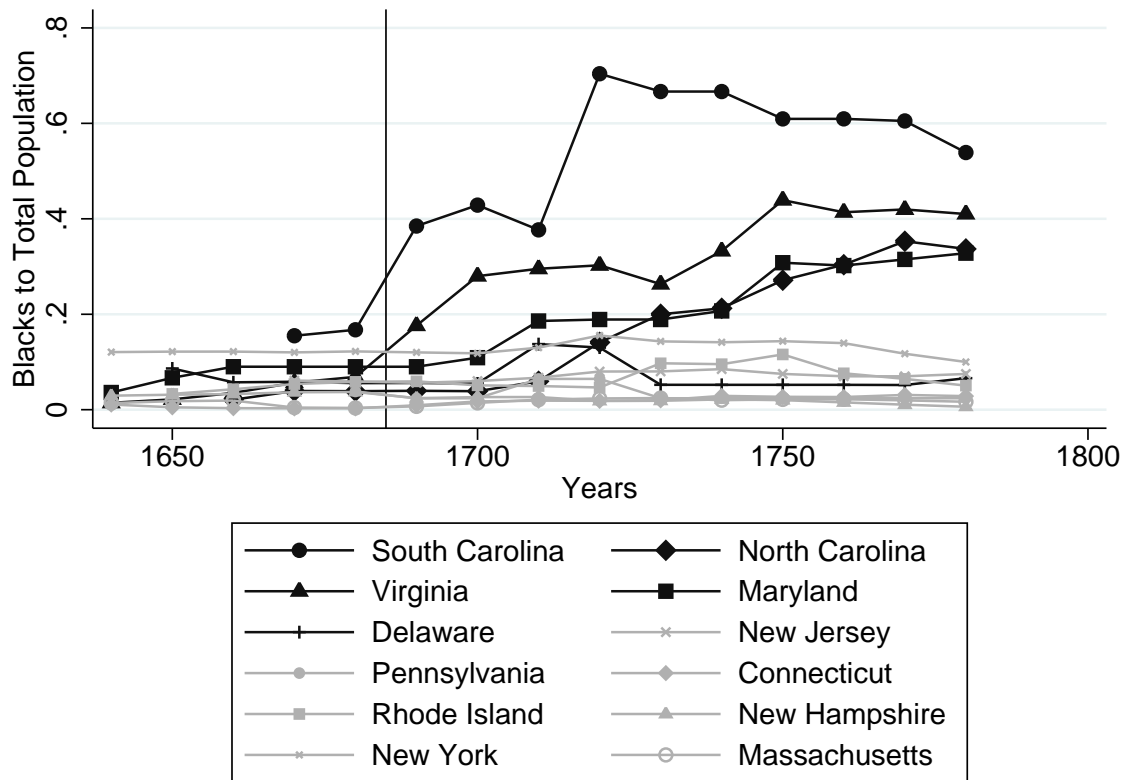 Blacks to Total Population
.8
.6
.4
.2
0
1650 1700 1750 1800
Years
South Carolina North Carolina
Virginia Maryland
Delaware New Jersey
Pennsylvania Connecticut
Rhode Island New Hampshire
New York Massachusetts